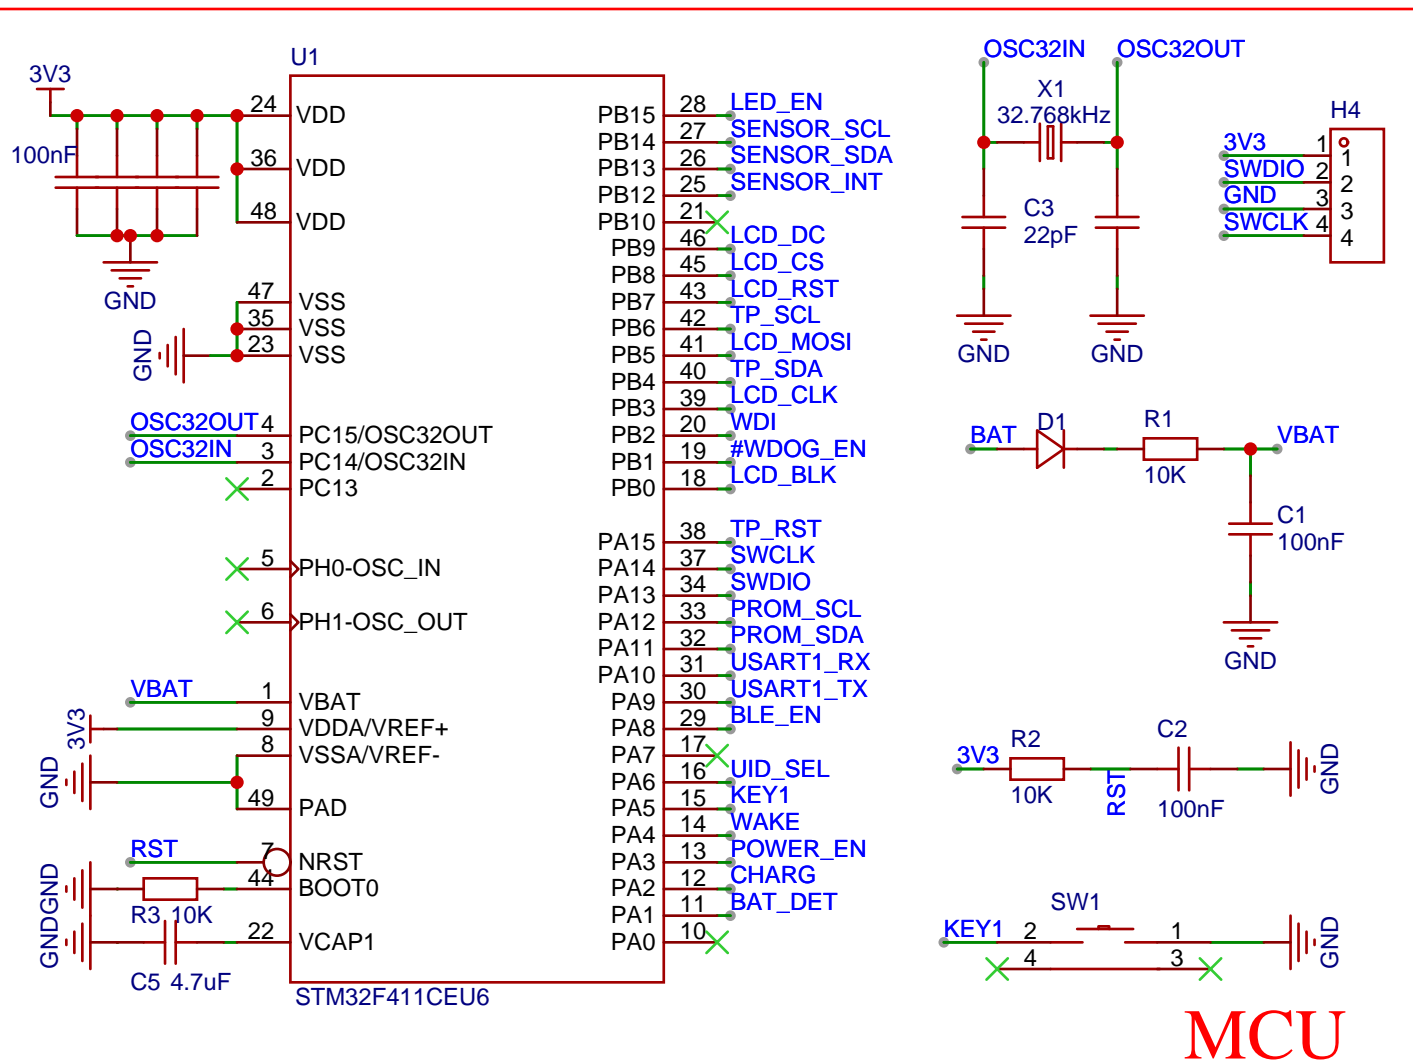 U1
3V3
100nF
GND
24 VDD
36 VDD
48 VDD
47 VSS
35 VSS
23 VSS
GND
OSC32OUT 4 PC15/OSC32OUT
OSC32IN 3 PC14/OSC32IN
2 PC13
5 PH0-OSC_IN
6 PH1-OSC_OUT
VBAT 1 VBAT
3V3 9 VDDA/VREF+
8 VSSA/VREF-
GND
49 PAD
RST 7 NRST
GND 44 BOOT0
R3 10K
GND 22 VCAP1
C5 4.7uF
STM32F411CEU6
PB15 28 LED_EN
PB14 27 SENSOR_SCL
PB13 26 SENSOR_SDA
PB12 25 SENSOR_INT
PB10 21
PB9 46 LCD_DC
PB8 45 LCD_CS
PB7 43 LCD_RST
PB6 42 TP_SCL
PB5 41 LCD_MOSI
PB4 40 TP_SDA
PB3 39 LCD_CLK
PB2 20 WDI
PB1 19 #WDOG_EN
PB0 18 LCD_BLK
PA15 38 TP_RST
PA14 37 SWCLK
PA13 34 SWDIO
PA12 33 PROM_SCL
PA11 32 PROM_SDA
PA10 31 USART1_RX
PA9 30 USART1_TX
PA8 29 BLE_EN
PA7 17
PA6 16 UID_SEL
PA5 15 KEY1
PA4 14 WAKE
PA3 13 POWER_EN
PA2 12 CHARG
PA1 11 BAT_DET
PA0 10
OSC32IN OSC32OUT
X1
32.768kHz
C3
22pF
GND GND
H4
3V3 1 1
SWDIO 2 2
GND 3 3
SWCLK 4 4
BAT D1 R1 VBAT
10K
C1
100nF
GND
3V3 R2 C2 GND
10K RST 100nF
SW1
KEY1 2 1 GND
4 3
MCU